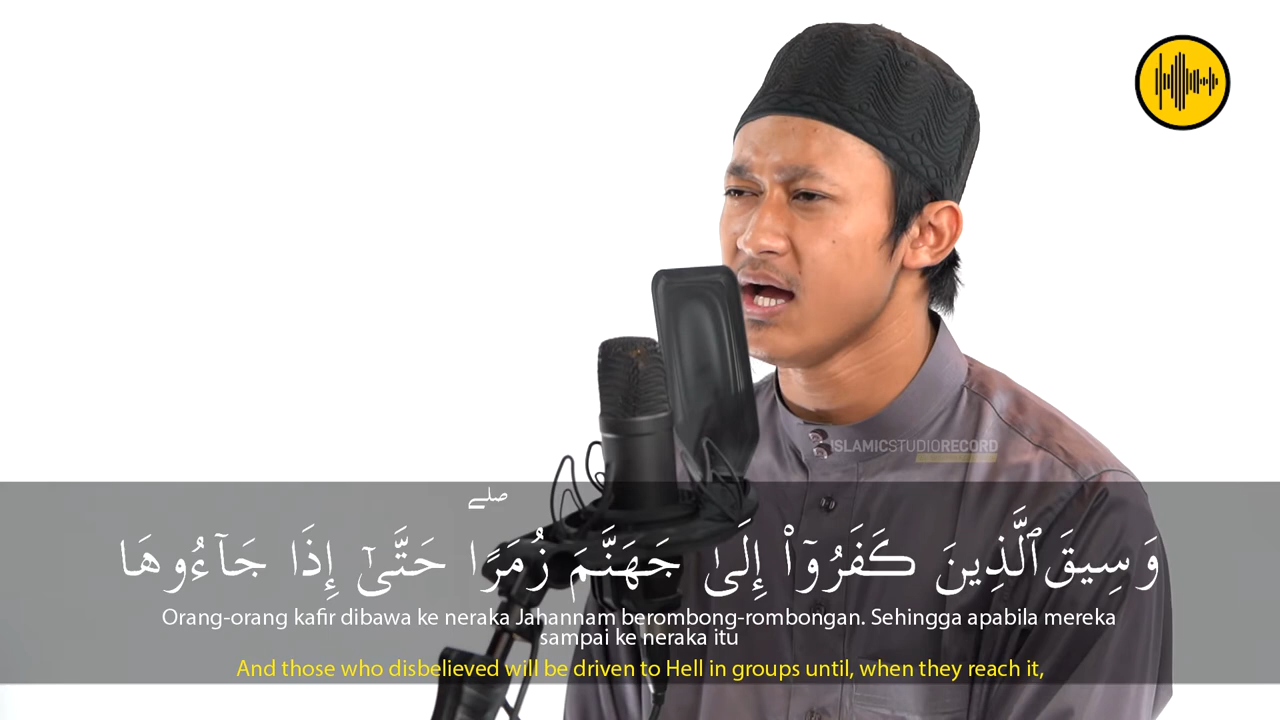 ISLAMICSTUDIORECORD
وَسِيقَ ٱلَّذِينَ كَفَرُوٓا۟ إِلَىٰ جَهَنَّمَ زُمَرًا ۖ حَتَّىٰٓ إِذَا جَآءُوهَا
Orang-orang kafir dibawa ke neraka Jahannam berombong-rombongan. Sehingga apabila mereka
sampai ke neraka itu
And those who disbelieved will be driven to Hell in groups until, when they reach it,